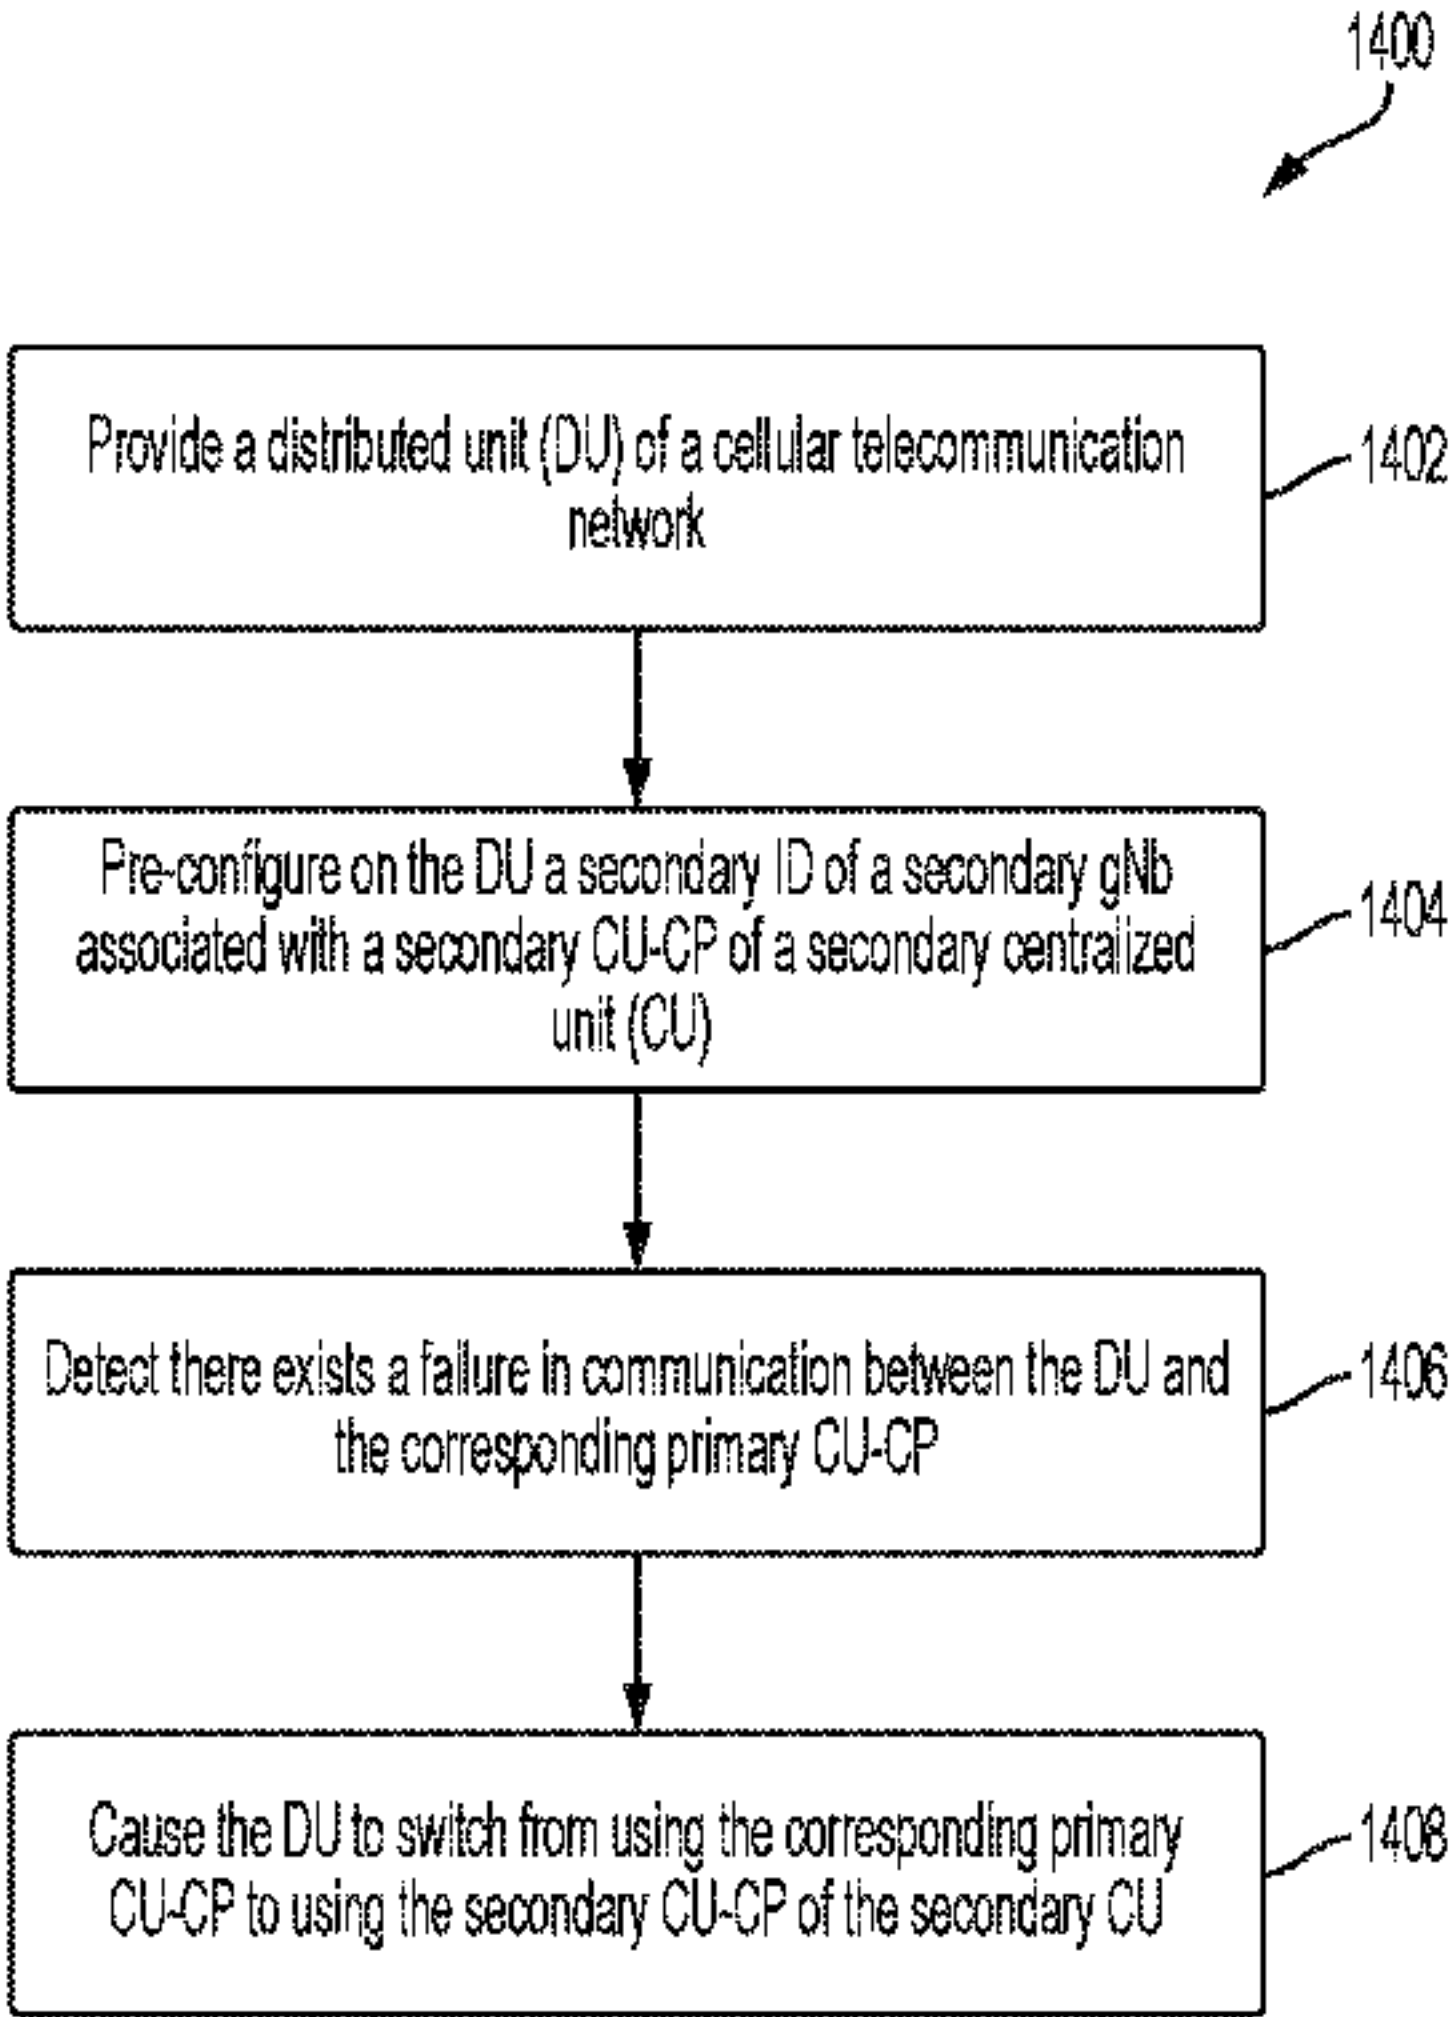 1400
Provide a distributed unit (DU) of a cellular telecommunication
network
1402
Pre-configure on the DU a secondary ID of a secondary gNb
associated with a secondary CU-CP of a secondary centralized
unit (CU)
1404
Detect there exists a failure in communication between the DU and
the corresponding primary CU-CP
1406
Cause the DU to switch from using the corresponding primary
CU-CP to using the secondary CU-CP of the secondary CU
1408